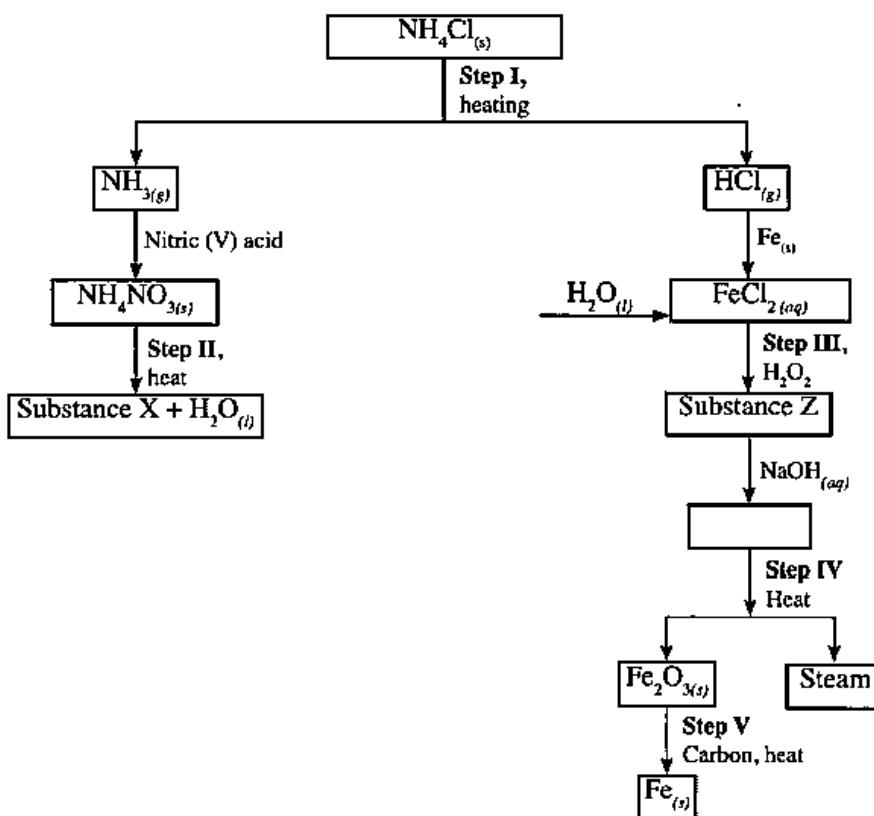 NH₄Cl₍s₎
Step I,
heating
NH₃(g)
HCl(g)
Nitric (V) acid
Fe(s)
NH₄NO₃(s)
H₂O(l)
FeCl₂(aq)
Step II,
heat
Step III,
H₂O₂
Substance X + H₂O(l)
Substance Z
NaOH(aq)
Step IV
Heat
Fe₂O₃(s)
Steam
Step V
Carbon, heat
Fe(s)